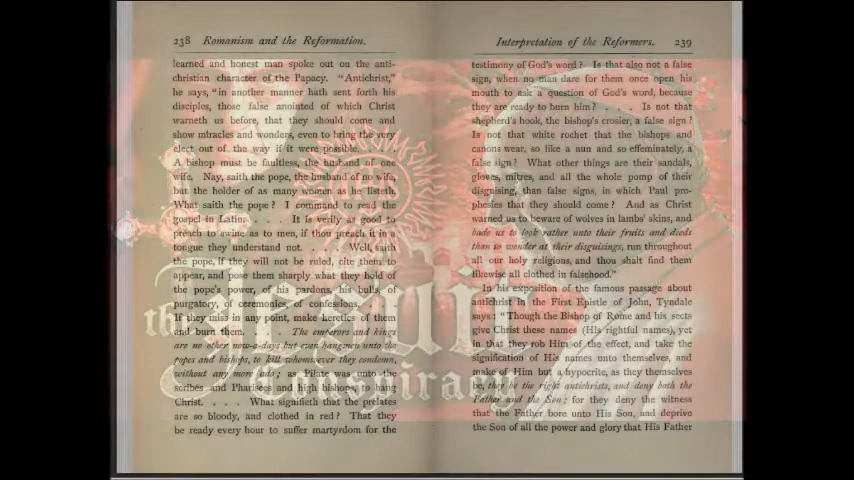 238 Romanism and the Reformation.
learned and honest man spoke out on the anti-
christian character of the Papacy. "Antichrist,"
he says, "in another manner hath sent forth his
disciples, those false anointed of which Christ
warneth us before, that they should come and
show miracles and wonders, even to bring the very
elect out of the way if it were possible. . . .
A bishop must be faultless, the husband of one
wife. Nay, saith the pope, the husband of no wife,
but the holder of as many women as he listeth.
What saith the pope? I command to read the
gospel in Latin. . . . It is verily as good to
preach to swine as to men, if thou preach it in a
tongue they understand not. . . . Well, saith
the pope, if they will not be ruled, cite them to
appear, and pose them sharply what they hold of
the pope's power, of his pardons, his bulls, of
purgatory, of ceremonies, of confessions. . . .
If they miss in any point, make heretics of them
and burn them. . . . The emperors and kings
are no other now-a-days but even hangmen unto the
popes and bishops, to kill whomsoever they condemn,
without any more ado; as Pilate was unto the
scribes and Pharisees and high bishops to hang
Christ. . . . What signifieth that the prelates
are so bloody, and clothed in red? That they
be ready every hour to suffer martyrdom for the
Interpretation of the Reformers. 239
testimony of God's word? Is that also not a false
sign, when no man dare for them once open his
mouth to ask a question of God's word, because
they are ready to burn him? . . . Is not that
shepherd's hook, the bishop's crosier, a false sign?
Is not that white rochet that the bishops and
canons wear, so like a nun and so effeminately, a
false sign? What other things are their sandals,
gloves, mitres, and all the whole pomp of their
disguising, than false signs, in which Paul pro-
phesies that they should come? And as Christ
warned us to beware of wolves in lambs' skins, and
bade us to look rather unto their fruits and deeds
than to wonder at their disguisings, run throughout
all our holy religions, and thou shalt find them
likewise all clothed in falsehood."
In his exposition of the famous passage about
antichrist in the First Epistle of John, Tyndale
says: "Though the Bishop of Rome and his sects
give Christ these names (His rightful names), yet
in that they rob Him of the effect, and take the
signification of His names unto themselves, and
make of Him but a hypocrite, as they themselves
be, they be the right antichrists, and deny both the
Father and the Son; for they deny the witness
that the Father bore unto His Son, and deprive
the Son of all the power and glory that His Father
the Jesuit
Conspiracy